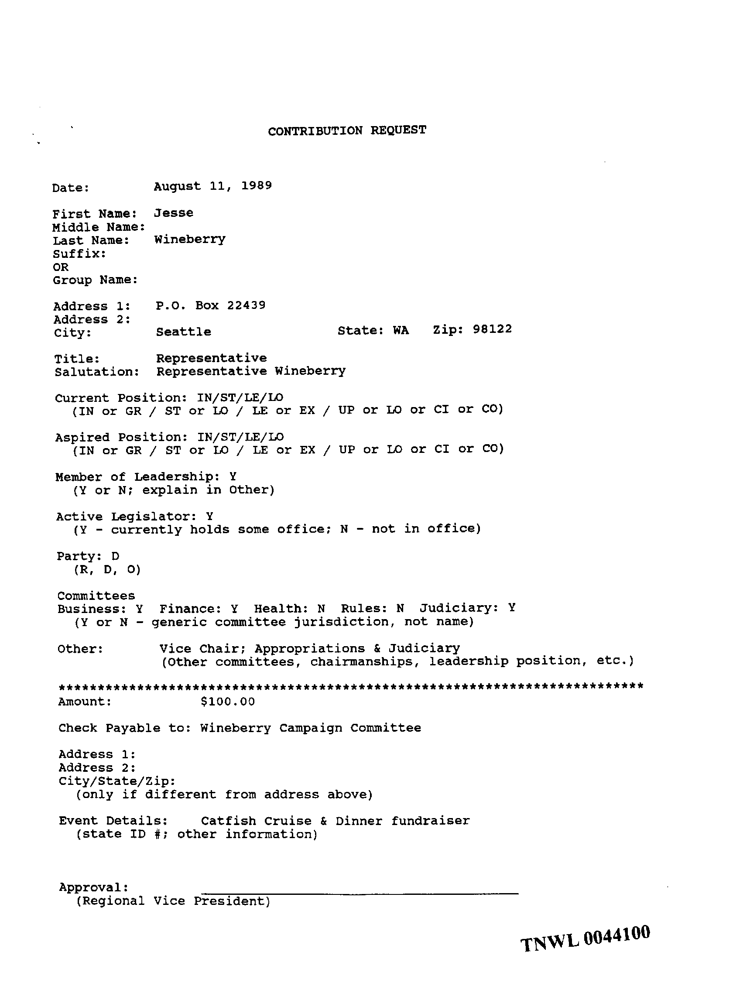 CONTRIBUTION REQUEST
Date: August 11, 1989
First Name: Jesse
Middle Name:
Last Name: Wineberry
Suffix:
OR
Group Name:
Address 1: P.O. Box 22439
Address 2:
City: Seattle State: WA Zip: 98122
Title: Representative
Salutation: Representative Wineberry
Current Position: IN/ST/LE/LO
(IN or GR / ST or LO / LE or EX / UP or LO or CI or CO)
Aspired Position: IN/ST/LE/LO
(IN or GR / ST or LO / LE or EX / UP or LO or CI or CO)
Member of Leadership: Y
(Y or N; explain in Other)
Active Legislator: Y
(Y - currently holds some office; N - not in office)
Party: D
(R, D, O)
Committees
Business: Y Finance: Y Health: N Rules: N Judiciary: Y
(Y or N - generic committee jurisdiction, not name)
Other: Vice Chair; Appropriations & Judiciary
(Other committees, chairmanships, leadership position, etc.)
***************************************************************************
Amount: $100.00
Check Payable to: Wineberry Campaign Committee
Address 1:
Address 2:
City/State/Zip:
(only if different from address above)
Event Details: Catfish Cruise & Dinner fundraiser
(state ID #; other information)
Approval:
(Regional Vice President)
TNWL 0044100